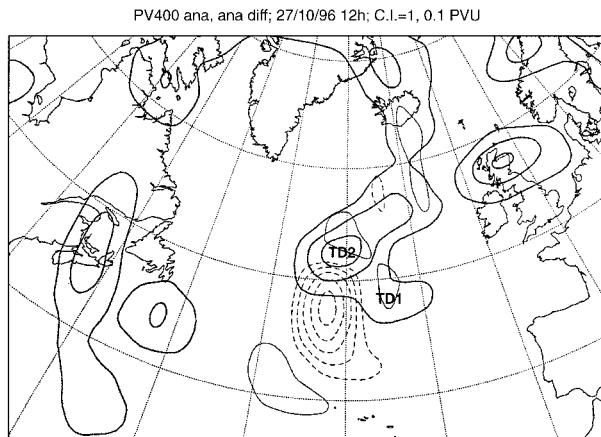 PV400 ana, ana diff; 27/10/96 12h; C.I.=1, 0.1 PVU
TD2
TD1